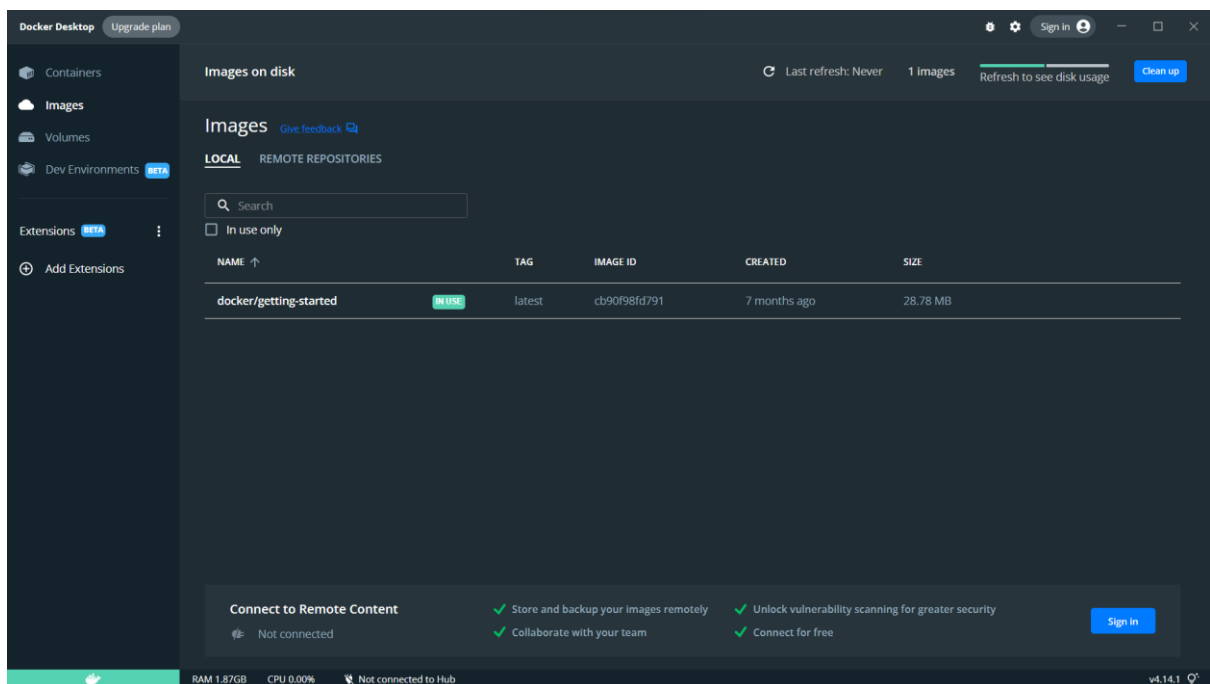 Docker Desktop Upgrade plan Sign in
Containers
Images
Volumes
Dev Environments BETA
Extensions BETA
Add Extensions
Images on disk Last refresh: Never 1 images Refresh to see disk usage Clean up
Images Give feedback
LOCAL REMOTE REPOSITORIES
Search
In use only
NAME TAG IMAGE ID CREATED SIZE
docker/getting-started IN USE latest cb90f98fd791 7 months ago 28.78 MB
Connect to Remote Content
Not connected
Store and backup your images remotely
Collaborate with your team
Unlock vulnerability scanning for greater security
Connect for free
Sign in
RAM 1.87GB CPU 0.00% Not connected to Hub v4.14.1